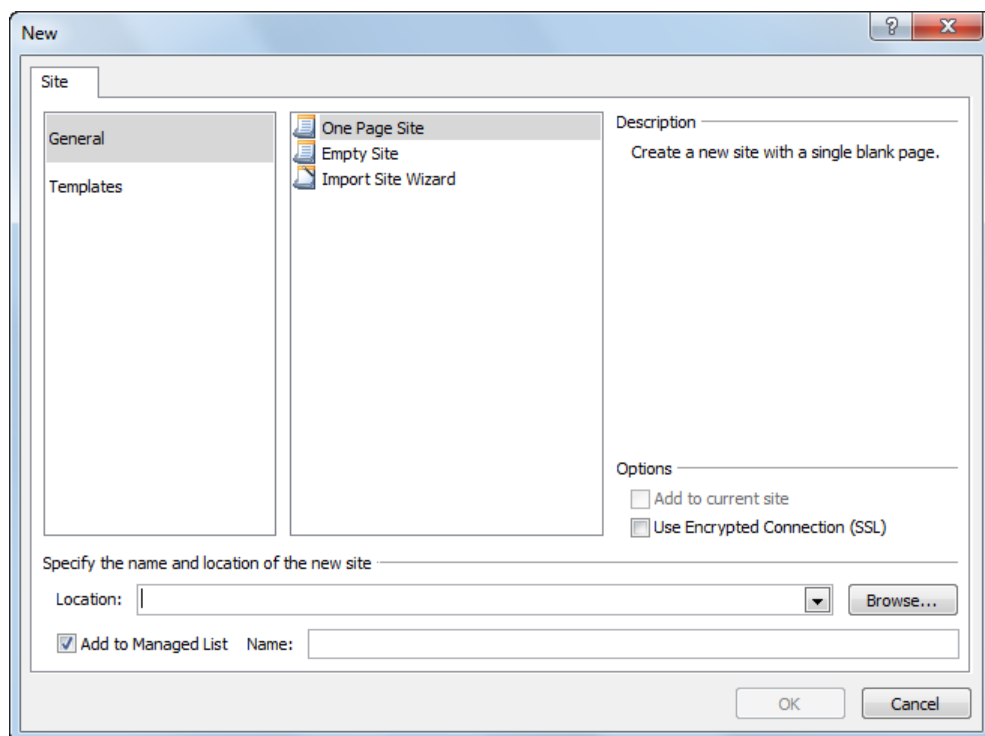 New
Site
General
Templates
One Page Site
Empty Site
Import Site Wizard
Description
Create a new site with a single blank page.
Options
Add to current site
Use Encrypted Connection (SSL)
Specify the name and location of the new site
Location:
Browse...
Add to Managed List Name:
OK Cancel